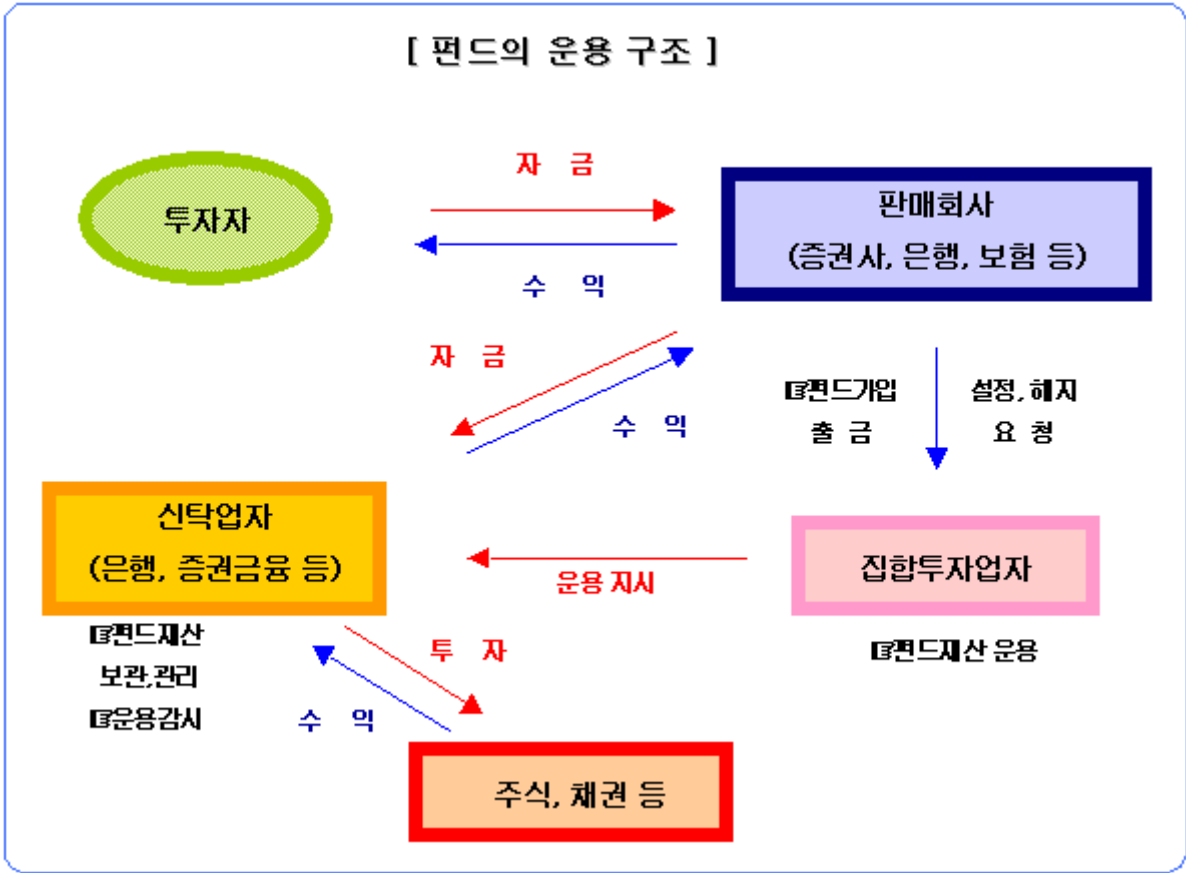 [ 펀드의 운용 구조 ]
자 금
투자자
판매회사
(증권사, 은행, 보험 등)
수 익
자 금
수 익
☞펀드가입
출 금
설정, 해지
요 청
신탁업자
(은행, 증권금융 등)
운용 지시
집합투자업자
☞펀드재산
보관,관리
☞운용감시
투 자
수 익
☞펀드재산 운용
주식, 채권 등